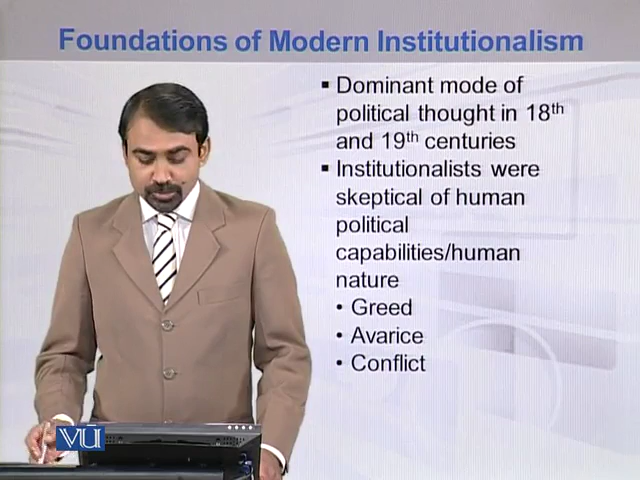 Foundations of Modern Institutionalism
▪ Dominant mode of
political thought in 18th
and 19th centuries
▪ Institutionalists were
skeptical of human
political
capabilities/human
nature
• Greed
• Avarice
• Conflict
VU